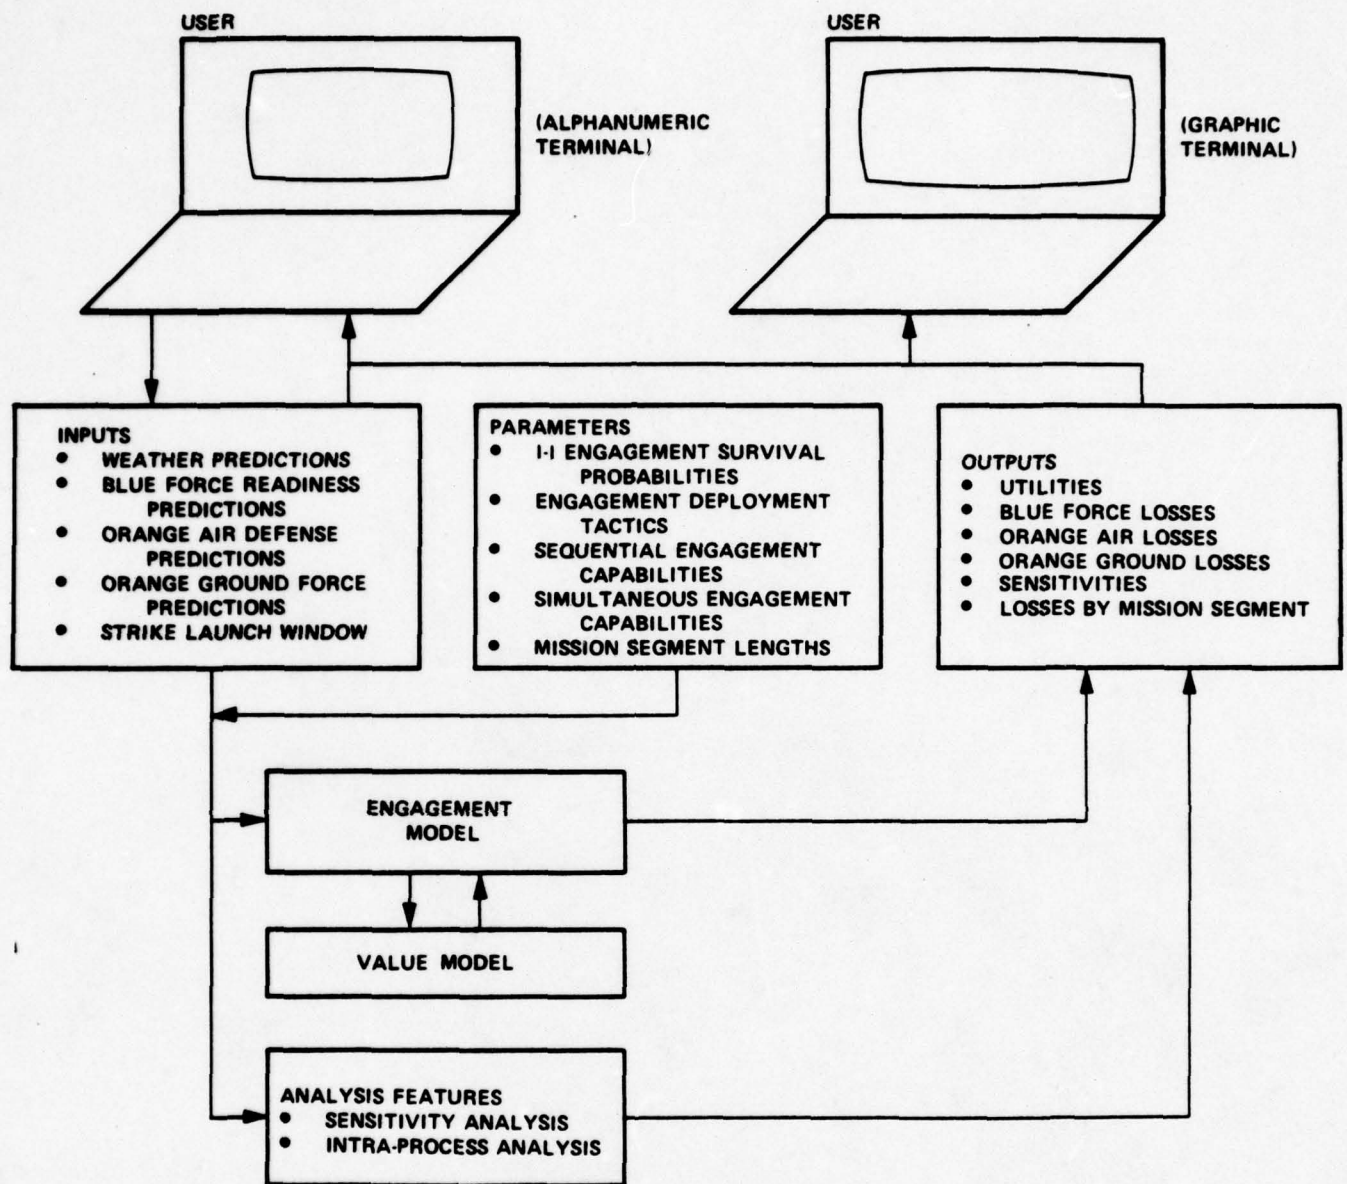 USER
(ALPHANUMERIC
TERMINAL)
USER
(GRAPHIC
TERMINAL)
INPUTS
● WEATHER PREDICTIONS
● BLUE FORCE READINESS
PREDICTIONS
● ORANGE AIR DEFENSE
PREDICTIONS
● ORANGE GROUND FORCE
PREDICTIONS
● STRIKE LAUNCH WINDOW
PARAMETERS
● I-I ENGAGEMENT SURVIVAL
PROBABILITIES
● ENGAGEMENT DEPLOYMENT
TACTICS
● SEQUENTIAL ENGAGEMENT
CAPABILITIES
● SIMULTANEOUS ENGAGEMENT
CAPABILITIES
● MISSION SEGMENT LENGTHS
OUTPUTS
● UTILITIES
● BLUE FORCE LOSSES
● ORANGE AIR LOSSES
● ORANGE GROUND LOSSES
● SENSITIVITIES
● LOSSES BY MISSION SEGMENT
ENGAGEMENT
MODEL
VALUE MODEL
ANALYSIS FEATURES
● SENSITIVITY ANALYSIS
● INTRA-PROCESS ANALYSIS